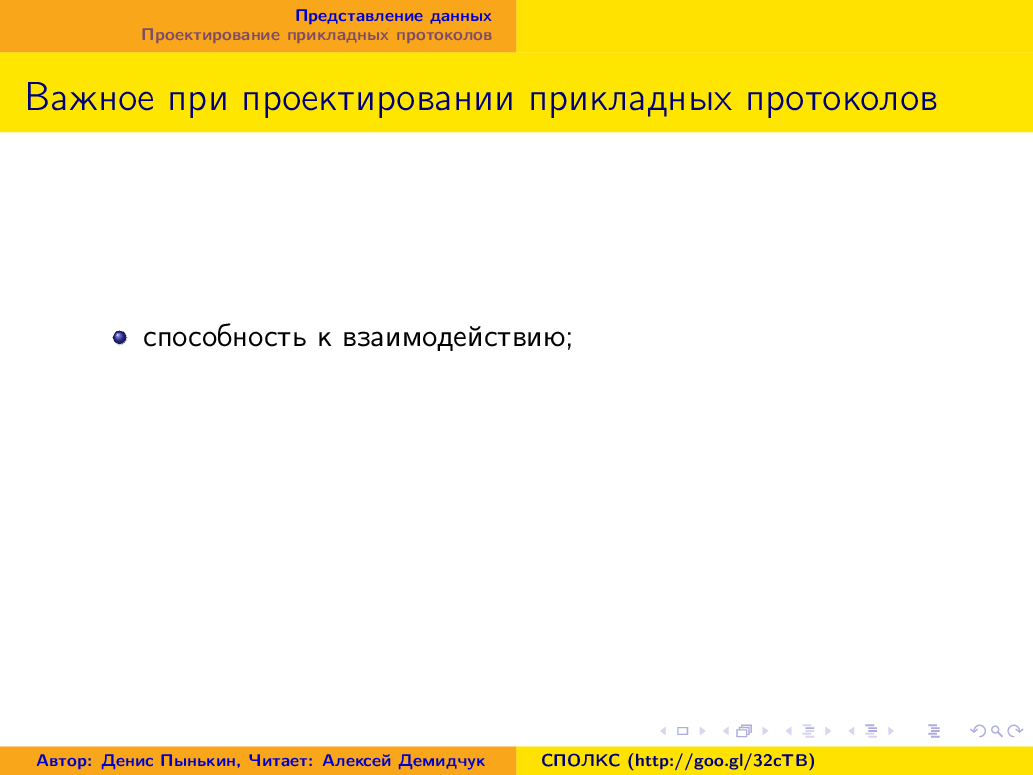 Представление данных
Проектирование прикладных протоколов
Важное при проектировании прикладных протоколов
способность к взаимодействию;
Автор: Денис Пынькин, Читает: Алексей Демидчук
СПОЛКС (http://goo.gl/32cTB)